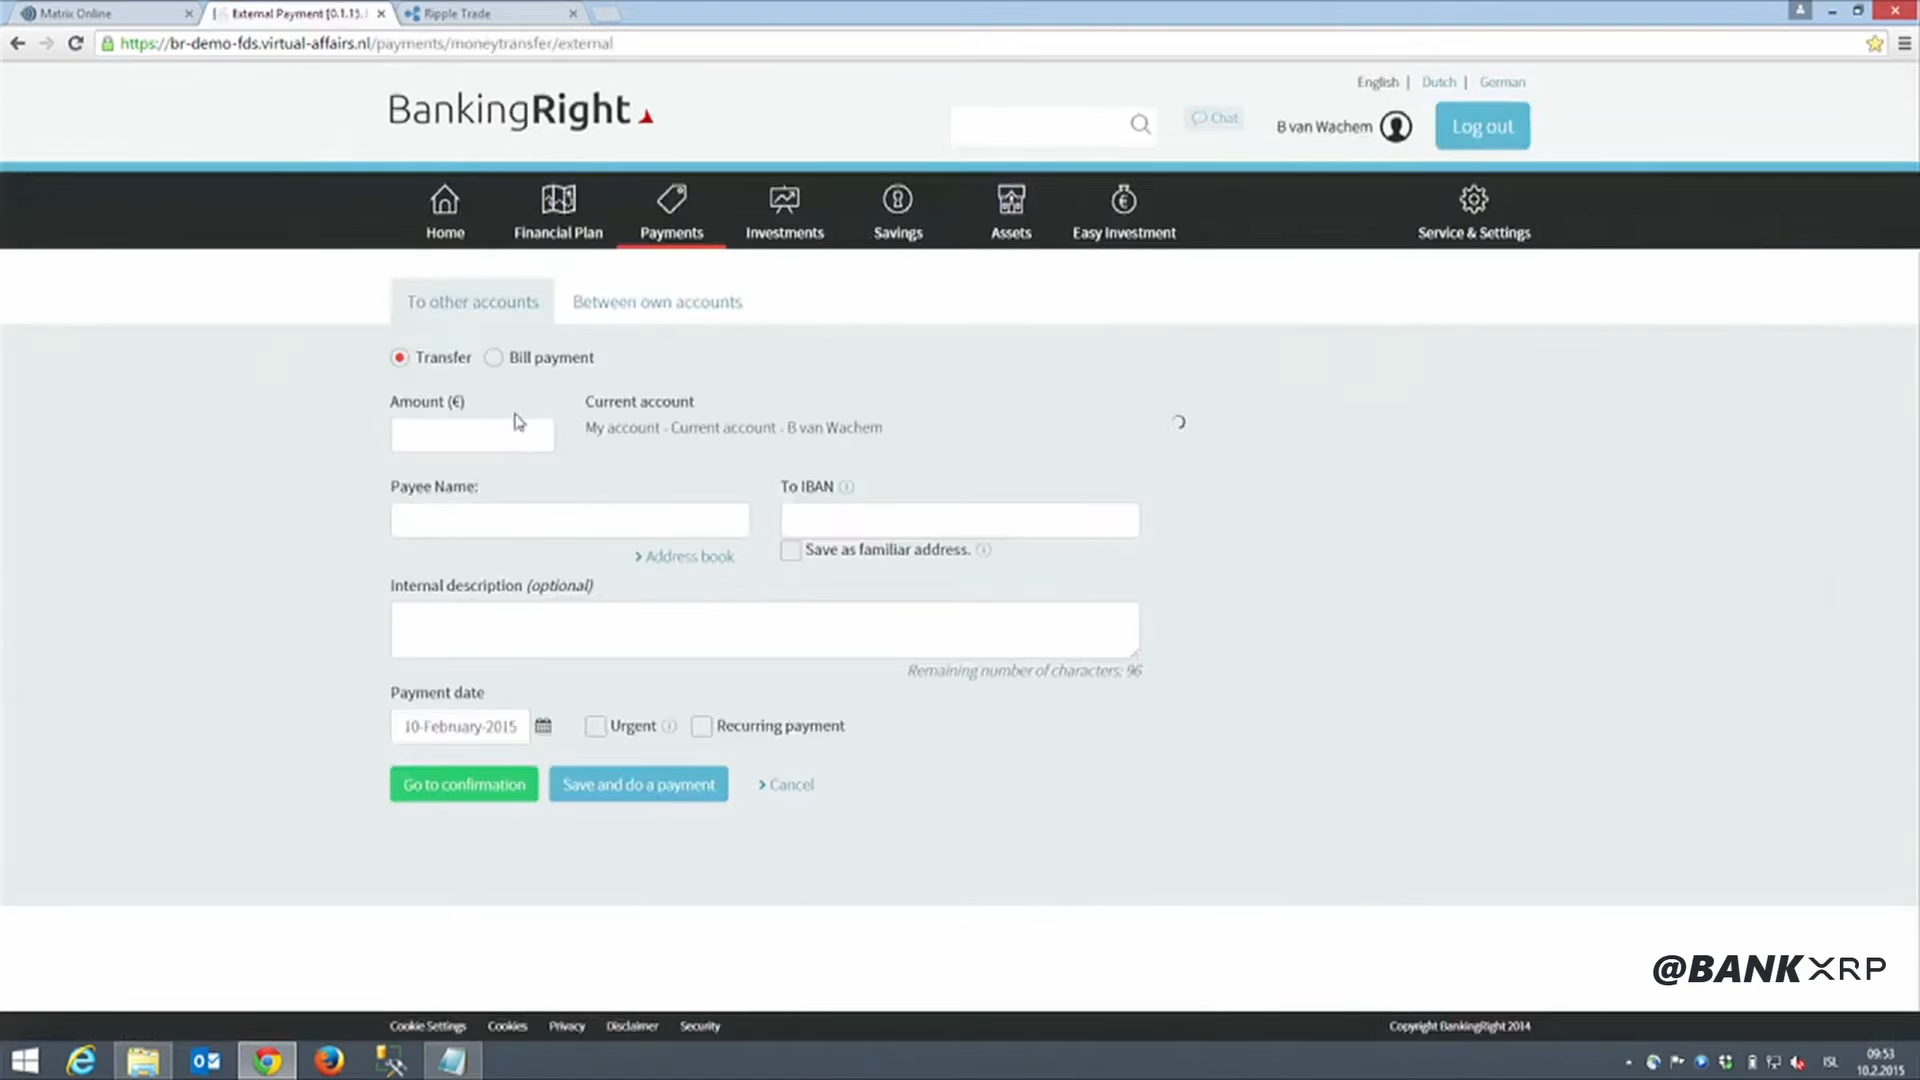 Matrix Online
External Payment [0.1.15.
Ripple Trade
https://br-demo-fds.virtual-affairs.nl/payments/moneytransfer/external
English | Dutch | German
BankingRight
Chat
B van Wachem
Log out
Home
Financial Plan
Payments
Investments
Savings
Assets
Easy Investment
Service & Settings
To other accounts
Between own accounts
Transfer
Bill payment
Amount (€)
Current account
My account - Current account - B van Wachem
Payee Name:
To IBAN
> Address book
Save as familiar address.
Internal description (optional)
Remaining number of characters: 96
Payment date
10-February-2015
Urgent
Recurring payment
Go to confirmation
Save and do a payment
> Cancel
@BANKXRP
Cookie Settings
Cookies
Privacy
Disclaimer
Security
Copyright BankingRight 2014
ISL
09:53
10.2.2015